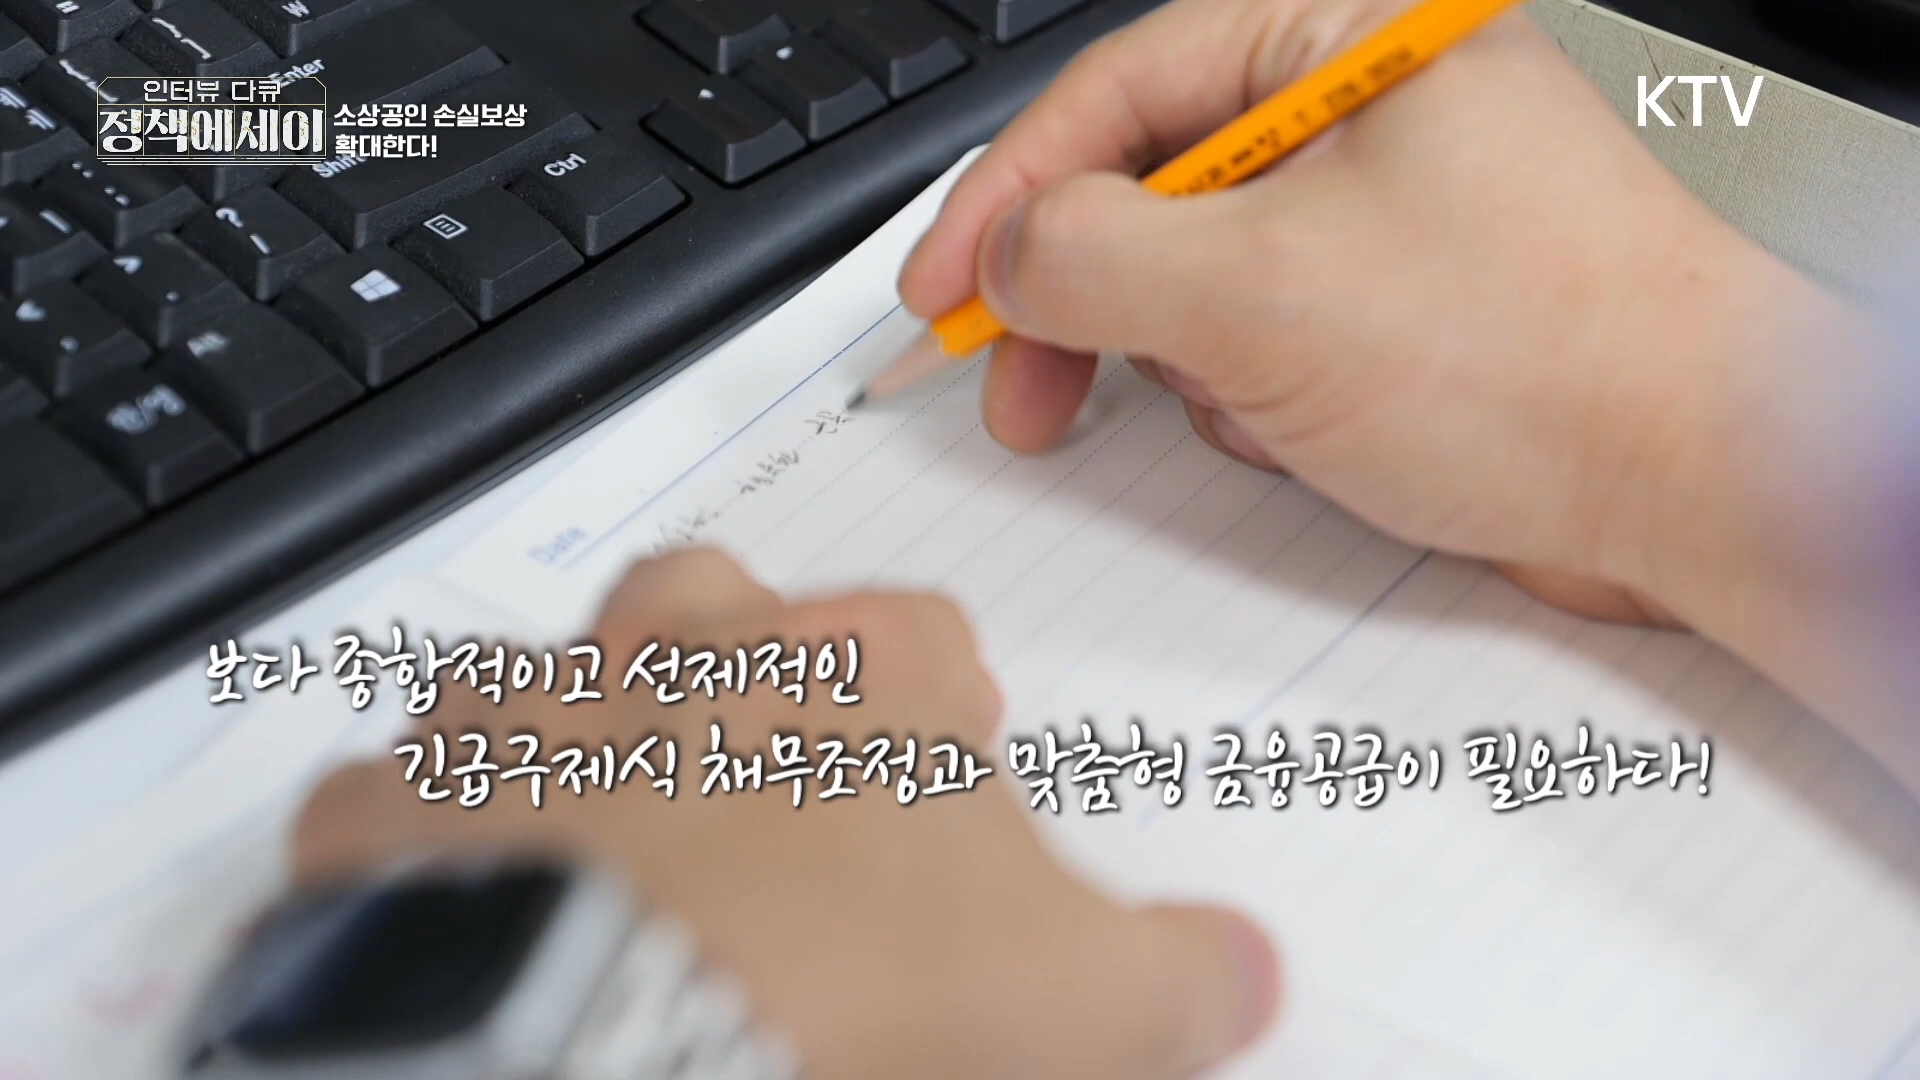 인터뷰 다큐
정책에세이
소상공인 손실보상
확대한다!
KTV
Enter
Shift
Ctrl
Alt
한/영
Date
보다 종합적이고 선제적인
긴급구제식 채무조정과 맞춤형 금융공급이 필요하다!